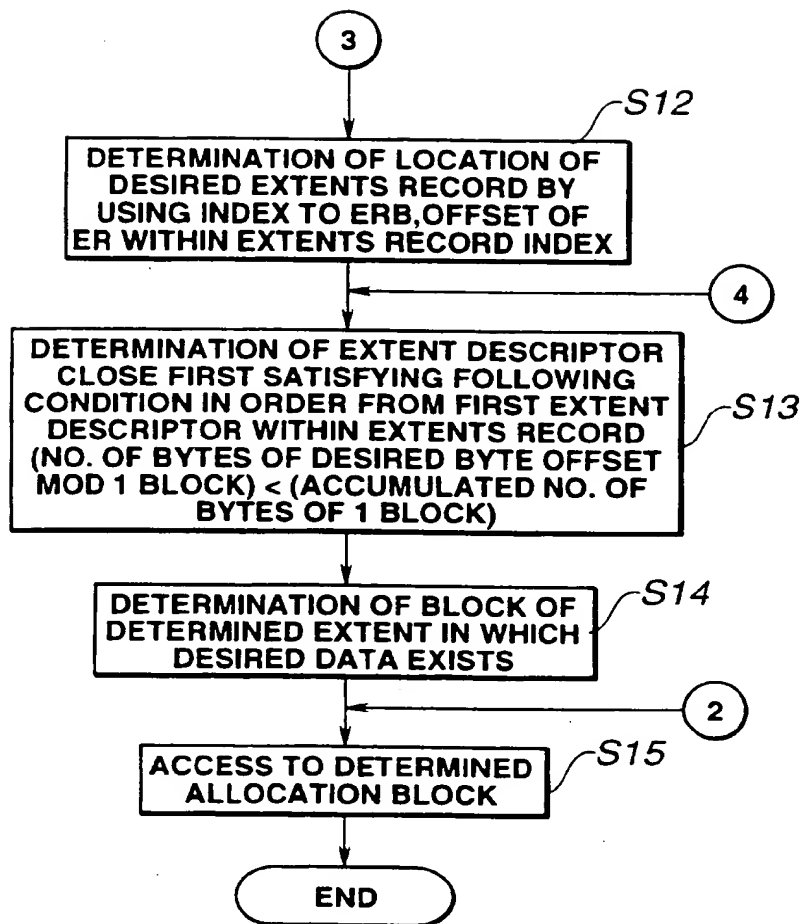 3
S12
DETERMINATION OF LOCATION OF
DESIRED EXTENTS RECORD BY
USING INDEX TO ERB,OFFSET OF
ER WITHIN EXTENTS RECORD INDEX
4
DETERMINATION OF EXTENT DESCRIPTOR
CLOSE FIRST SATISFYING FOLLOWING
CONDITION IN ORDER FROM FIRST EXTENT
DESCRIPTOR WITHIN EXTENTS RECORD
(NO. OF BYTES OF DESIRED BYTE OFFSET
MOD 1 BLOCK) < (ACCUMULATED NO. OF
BYTES OF 1 BLOCK)
S13
S14
DETERMINATION OF BLOCK OF
DETERMINED EXTENT IN WHICH
DESIRED DATA EXISTS
2
S15
ACCESS TO DETERMINED
ALLOCATION BLOCK
END